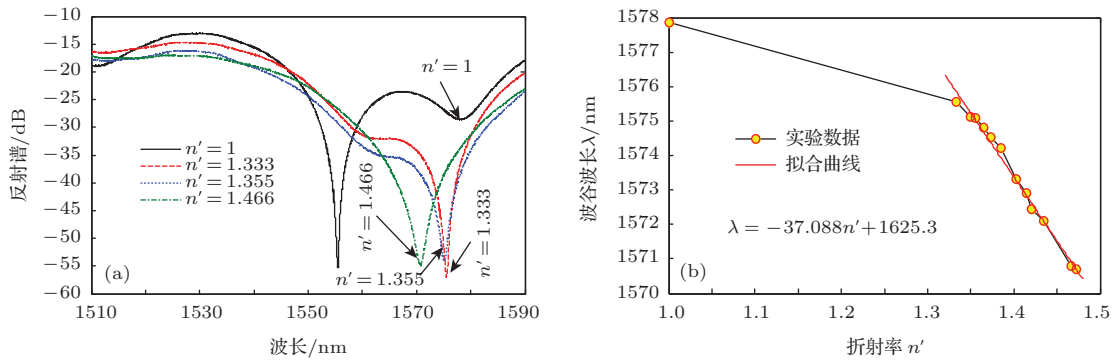 −10
−15
−20
−25
−30
−35
−40
−45
−50
−55
−60
反射谱/dB
n′=1
n′=1
n′=1.333
n′=1.355
n′=1.466
n′=1.466
n′=1.333
n′=1.355
(a)
1510
1530
1550
1570
1590
波长/nm
1578
1577
1576
1575
1574
1573
1572
1571
1570
波谷波长λ/nm
实验数据
拟合曲线
λ = −37.088n′+1625.3
(b)
1.0
1.1
1.2
1.3
1.4
1.5
折射率 n′